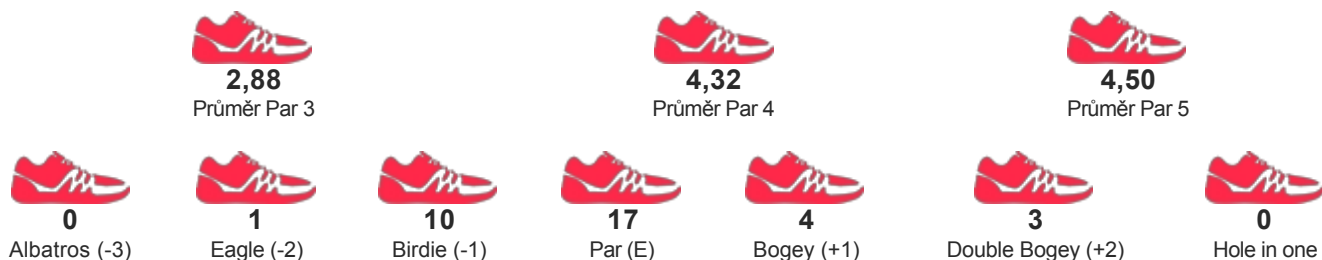 2,88 4,32 4,50
Průměr Par 3 Průměr Par 4 Průměr Par 5
0 1 10 17 4 3 0
Albatros (-3) Eagle (-2) Birdie (-1) Par (E) Bogey (+1) Double Bogey (+2) Hole in one